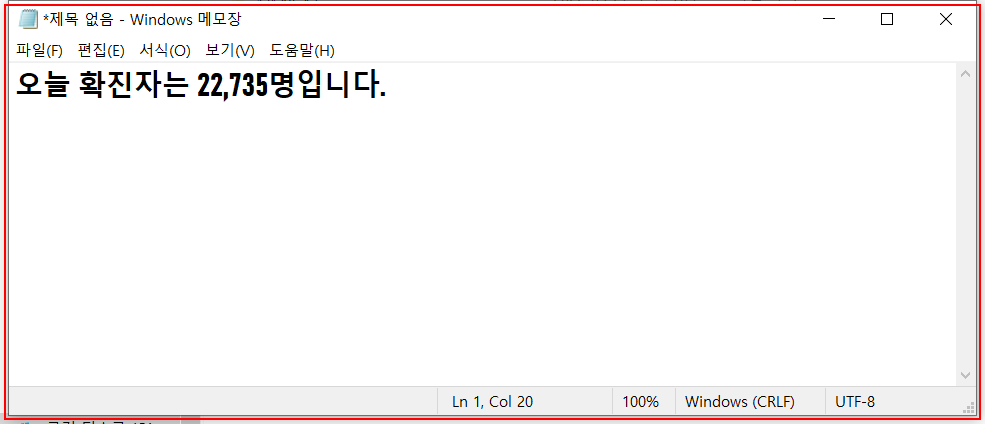 *제목 없음 - Windows 메모장
파일(F) 편집(E) 서식(O) 보기(V) 도움말(H)
오늘 확진자는 22,735명입니다.
Ln 1, Col 20 100% Windows (CRLF) UTF-8